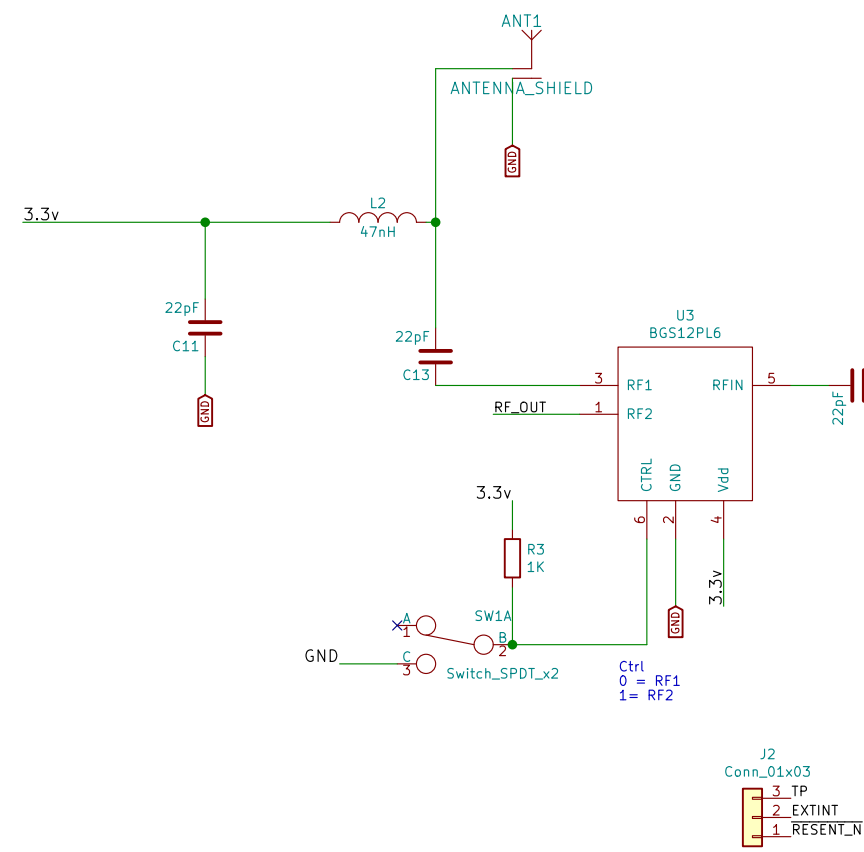 ANT1
ANTENNA_SHIELD
GND
3.3v
L2
47nH
22pF
C11
GND
22pF
C13
U3
BGS12PL6
3
RF1
RFIN
5
RF_OUT
1
RF2
22pF
CTRL
GND
Vdd
6
2
4
3.3v
R3
1K
3.3v
GND
A
1
SW1A
B
2
GND
C
3
Switch_SPDT_x2
Ctrl
0 = RF1
1= RF2
J2
Conn_01x03
3 TP
2 EXTINT
1 RESENT_N